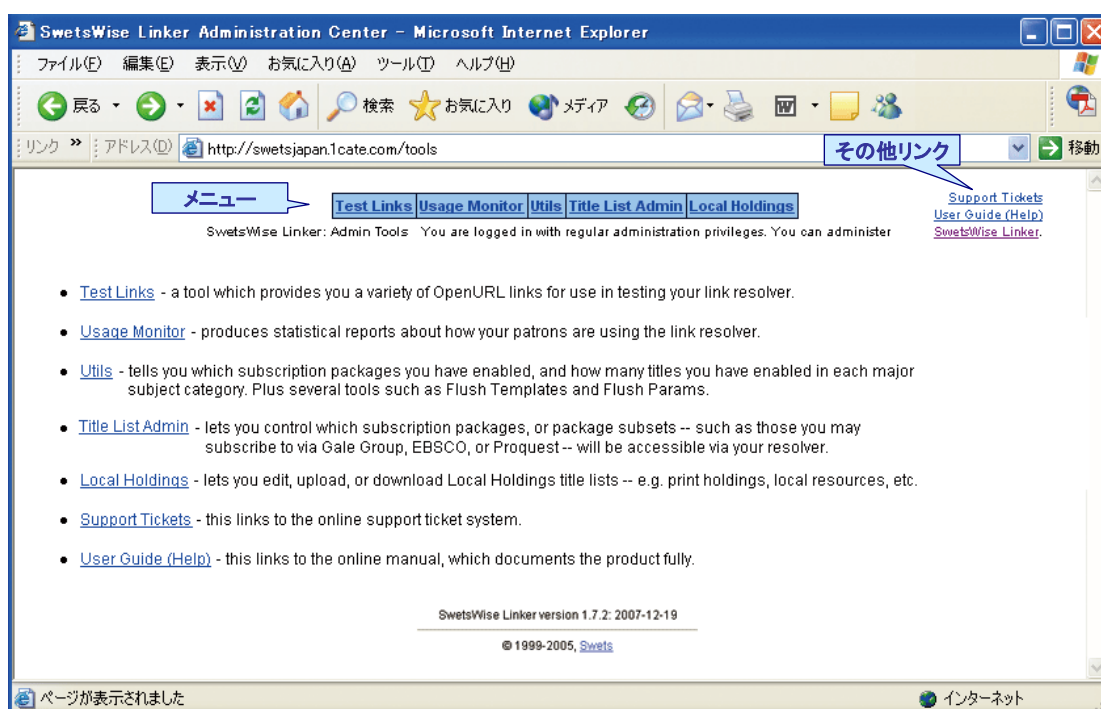 SwetsWise Linker Administration Center - Microsoft Internet Explorer
ファイル(F) 編集(E) 表示(V) お気に入り(A) ツール(T) ヘルプ(H)
戻る 検索 お気に入り メディア
リンク » アドレス(D) http://swetsjapan.1cate.com/tools 移動
その他リンク
メニュー
Test Links Usage Monitor Utils Title List Admin Local Holdings
Support Tickets
User Guide (Help)
SwetsWise Linker.
SwetsWise Linker: Admin Tools You are logged in with regular administration privileges. You can administer
• Test Links - a tool which provides you a variety of OpenURL links for use in testing your link resolver.
• Usage Monitor - produces statistical reports about how your patrons are using the link resolver.
• Utils - tells you which subscription packages you have enabled, and how many titles you have enabled in each major
subject category. Plus several tools such as Flush Templates and Flush Params.
• Title List Admin - lets you control which subscription packages, or package subsets -- such as those you may
subscribe to via Gale Group, EBSCO, or Proquest -- will be accessible via your resolver.
• Local Holdings - lets you edit, upload, or download Local Holdings title lists -- e.g. print holdings, local resources, etc.
• Support Tickets - this links to the online support ticket system.
• User Guide (Help) - this links to the online manual, which documents the product fully.
SwetsWise Linker version 1.7.2: 2007-12-19
© 1999-2005, Swets
ページが表示されました インターネット